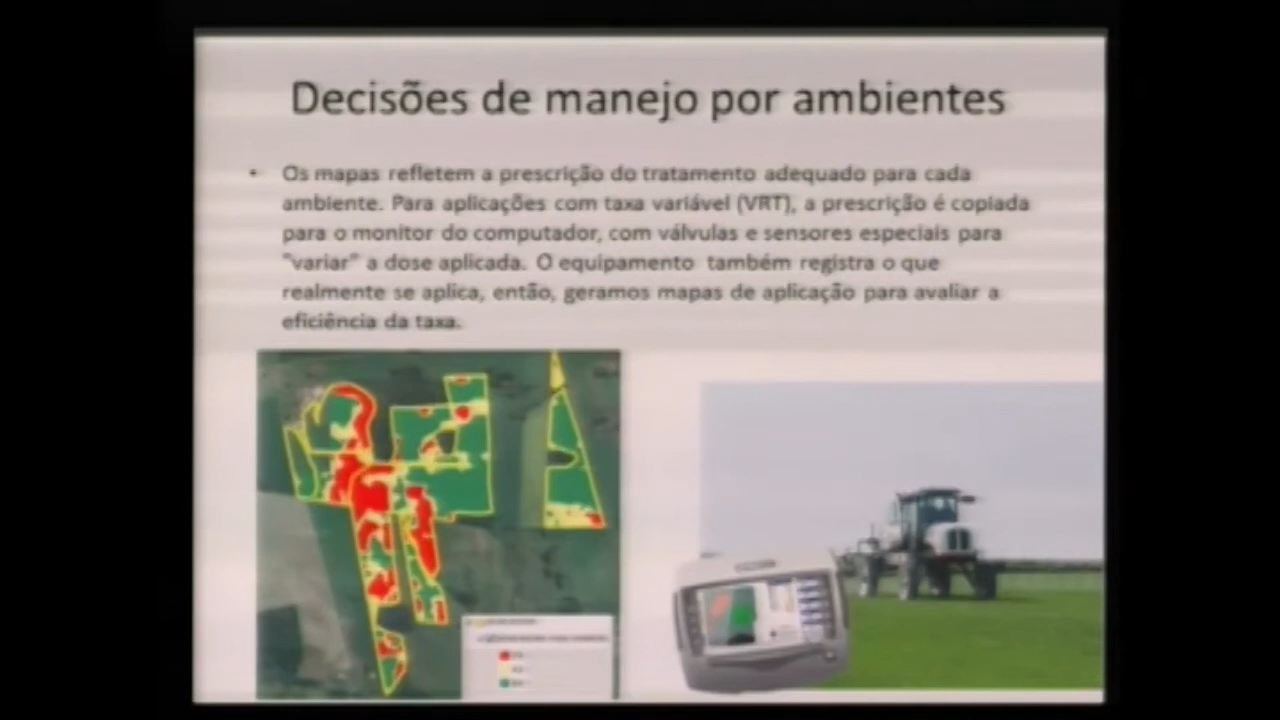 Decisões de manejo por ambientes
• Os mapas refletem a prescrição do tratamento adequado para cada
ambiente. Para aplicações com taxa variável (VRT), a prescrição é copiada
para o monitor do computador, com válvulas e sensores especiais para
"variar" a dose aplicada. O equipamento também registra o que
realmente se aplica, então, geramos mapas de aplicação para avaliar a
eficiência da taxa.